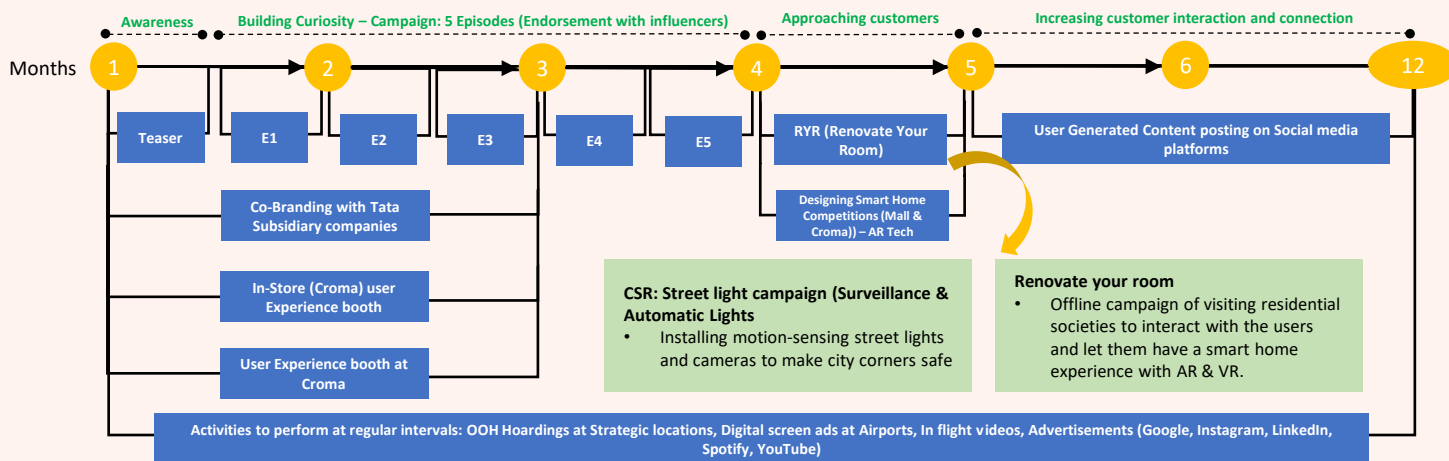 Awareness
Building Curiosity – Campaign: 5 Episodes (Endorsement with influencers)
Approaching customers
Increasing customer interaction and connection
Months
1
2
3
4
5
6
12
Teaser
E1
E2
E3
E4
E5
RYR (Renovate Your
Room)
User Generated Content posting on Social media
platforms
Co-Branding with Tata
Subsidiary companies
Designing Smart Home
Competitions (Mall &
Croma)) – AR Tech
In-Store (Croma) user
Experience booth
User Experience booth at
Croma
CSR: Street light campaign (Surveillance &
Automatic Lights
• Installing motion-sensing street lights
and cameras to make city corners safe
Renovate your room
• Offline campaign of visiting residential
societies to interact with the users
and let them have a smart home
experience with AR & VR.
Activities to perform at regular intervals: OOH Hoardings at Strategic locations, Digital screen ads at Airports, In flight videos, Advertisements (Google, Instagram, LinkedIn,
Spotify, YouTube)